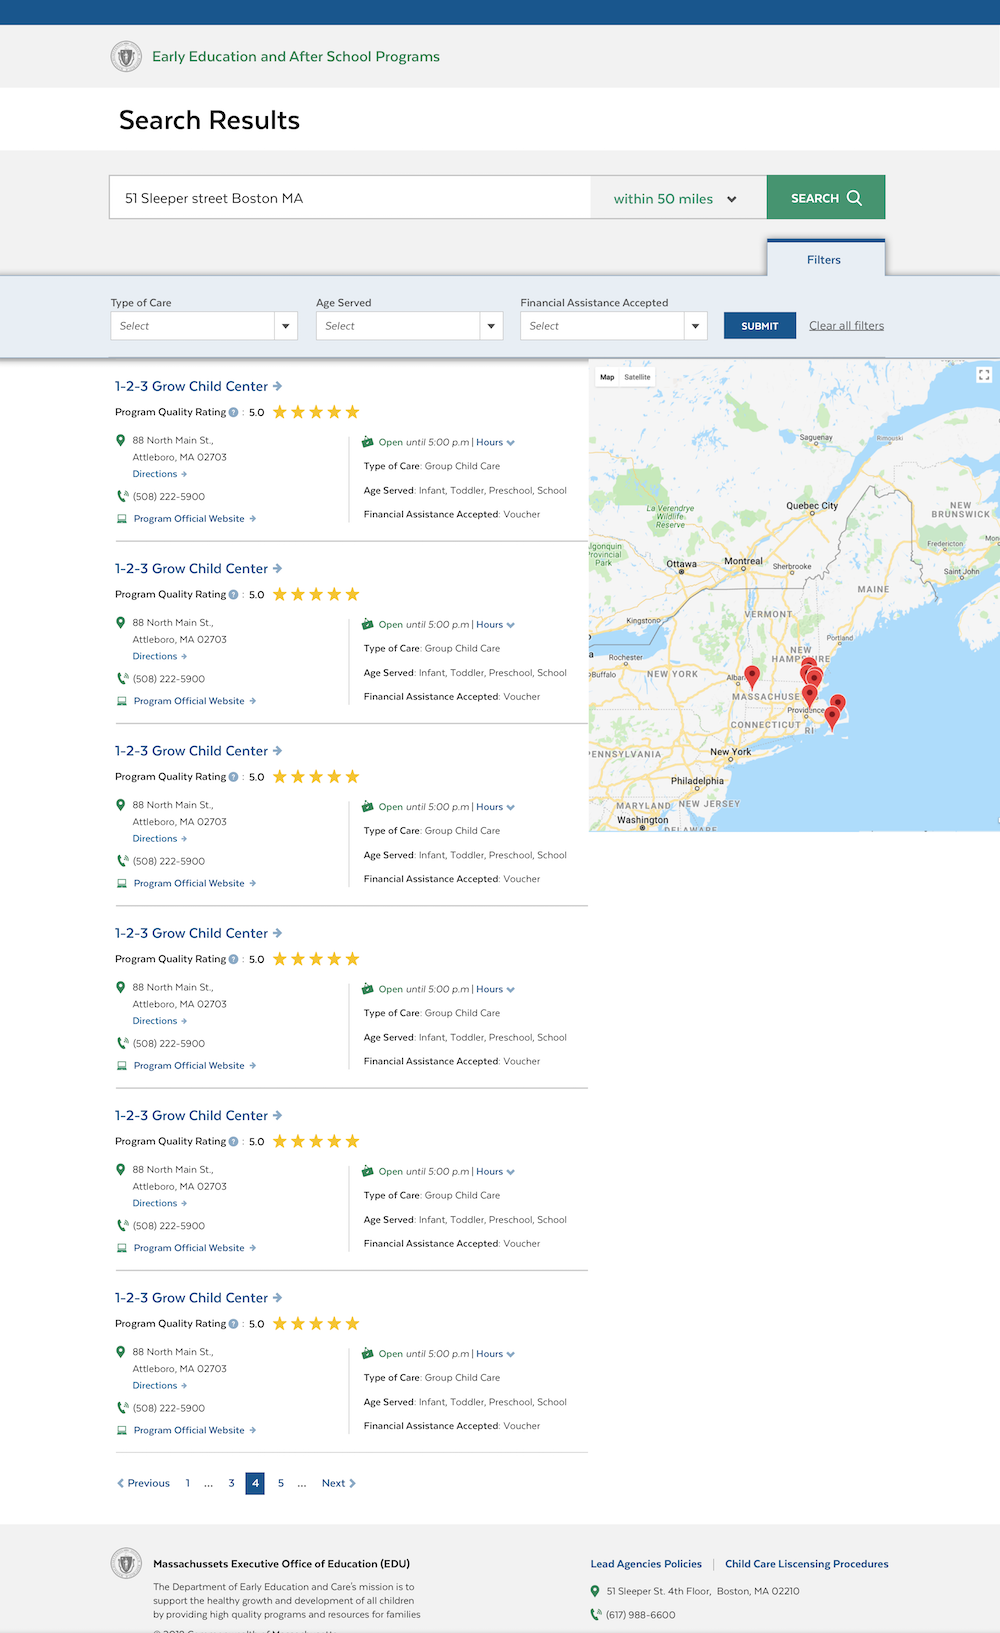 Early Education and After School Programs
Search Results
51 Sleeper street Boston MA
within 50 miles
SEARCH
Filters
Type of Care
Age Served
Financial Assistance Accepted
Select
Select
Select
SUBMIT
Clear all filters
1-2-3 Grow Child Center
Program Quality Rating ? : 5.0
88 North Main St.,
Attleboro, MA 02703
Directions
(508) 222-5900
Program Official Website
Open until 5:00 p.m | Hours
Type of Care: Group Child Care
Age Served: Infant, Toddler, Preschool, School
Financial Assistance Accepted: Voucher
1-2-3 Grow Child Center
Program Quality Rating ? : 5.0
88 North Main St.,
Attleboro, MA 02703
Directions
(508) 222-5900
Program Official Website
Open until 5:00 p.m | Hours
Type of Care: Group Child Care
Age Served: Infant, Toddler, Preschool, School
Financial Assistance Accepted: Voucher
1-2-3 Grow Child Center
Program Quality Rating ? : 5.0
88 North Main St.,
Attleboro, MA 02703
Directions
(508) 222-5900
Program Official Website
Open until 5:00 p.m | Hours
Type of Care: Group Child Care
Age Served: Infant, Toddler, Preschool, School
Financial Assistance Accepted: Voucher
1-2-3 Grow Child Center
Program Quality Rating ? : 5.0
88 North Main St.,
Attleboro, MA 02703
Directions
(508) 222-5900
Program Official Website
Open until 5:00 p.m | Hours
Type of Care: Group Child Care
Age Served: Infant, Toddler, Preschool, School
Financial Assistance Accepted: Voucher
1-2-3 Grow Child Center
Program Quality Rating ? : 5.0
88 North Main St.,
Attleboro, MA 02703
Directions
(508) 222-5900
Program Official Website
Open until 5:00 p.m | Hours
Type of Care: Group Child Care
Age Served: Infant, Toddler, Preschool, School
Financial Assistance Accepted: Voucher
1-2-3 Grow Child Center
Program Quality Rating ? : 5.0
88 North Main St.,
Attleboro, MA 02703
Directions
(508) 222-5900
Program Official Website
Open until 5:00 p.m | Hours
Type of Care: Group Child Care
Age Served: Infant, Toddler, Preschool, School
Financial Assistance Accepted: Voucher
Map Satellite
Saguenay
Rimouski
La Verendrye
Wildlife
Reserve
Quebec City
NEW
BRUNSWICK
Fredericton
Mon
lgonquin
Provincial
Park
Ottawa
Montreal
Sherbrooke
Saint John
MAINE
VERMONT
Kingston
Portland
NEW
HAMPSHIRE
Rochester
Buffalo
NEW YORK
Alban
MASSACHUSE
Providence
CONNECTICUT
RI
PENNSYLVANIA
New York
Philadelphia
MARYLAND
NEW JERSEY
Washington
DELAWARE
Previous 1 ... 3 4 5 ... Next
Massachussets Executive Office of Education (EDU)
The Department of Early Education and Care's mission is to
support the healthy growth and development of all children
by providing high quality programs and resources for families
Lead Agencies Policies | Child Care Liscensing Procedures
51 Sleeper St. 4th Floor, Boston, MA 02210
(617) 988-6600